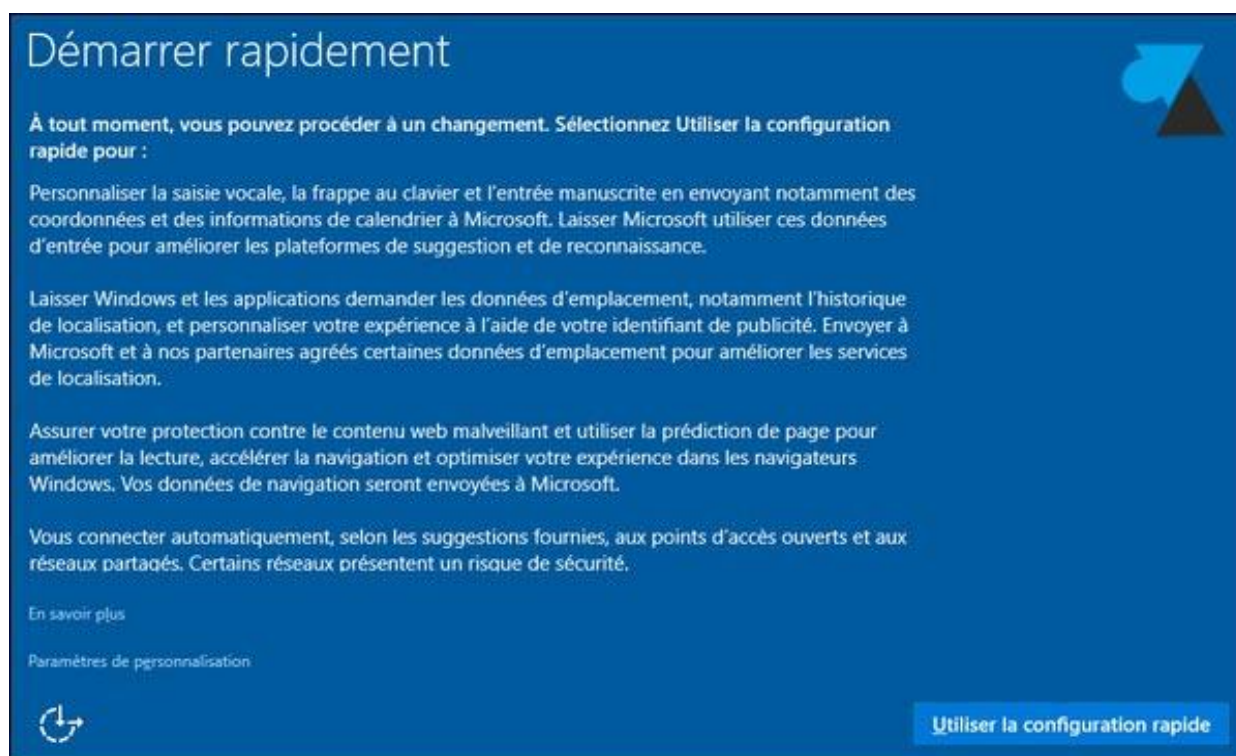 Démarrer rapidement
À tout moment, vous pouvez procéder à un changement. Sélectionnez Utiliser la configuration
rapide pour :
Personnaliser la saisie vocale, la frappe au clavier et l'entrée manuscrite en envoyant notamment des
coordonnées et des informations de calendrier à Microsoft. Laisser Microsoft utiliser ces données
d'entrée pour améliorer les plateformes de suggestion et de reconnaissance.
Laisser Windows et les applications demander les données d'emplacement, notamment l'historique
de localisation, et personnaliser votre expérience à l'aide de votre identifiant de publicité. Envoyer à
Microsoft et à nos partenaires agréés certaines données d'emplacement pour améliorer les services
de localisation.
Assurer votre protection contre le contenu web malveillant et utiliser la prédiction de page pour
améliorer la lecture, accélérer la navigation et optimiser votre expérience dans les navigateurs
Windows. Vos données de navigation seront envoyées à Microsoft.
Vous connecter automatiquement, selon les suggestions fournies, aux points d'accès ouverts et aux
réseaux partagés. Certains réseaux présentent un risque de sécurité.
En savoir plus
Paramètres de personnalisation
Utiliser la configuration rapide